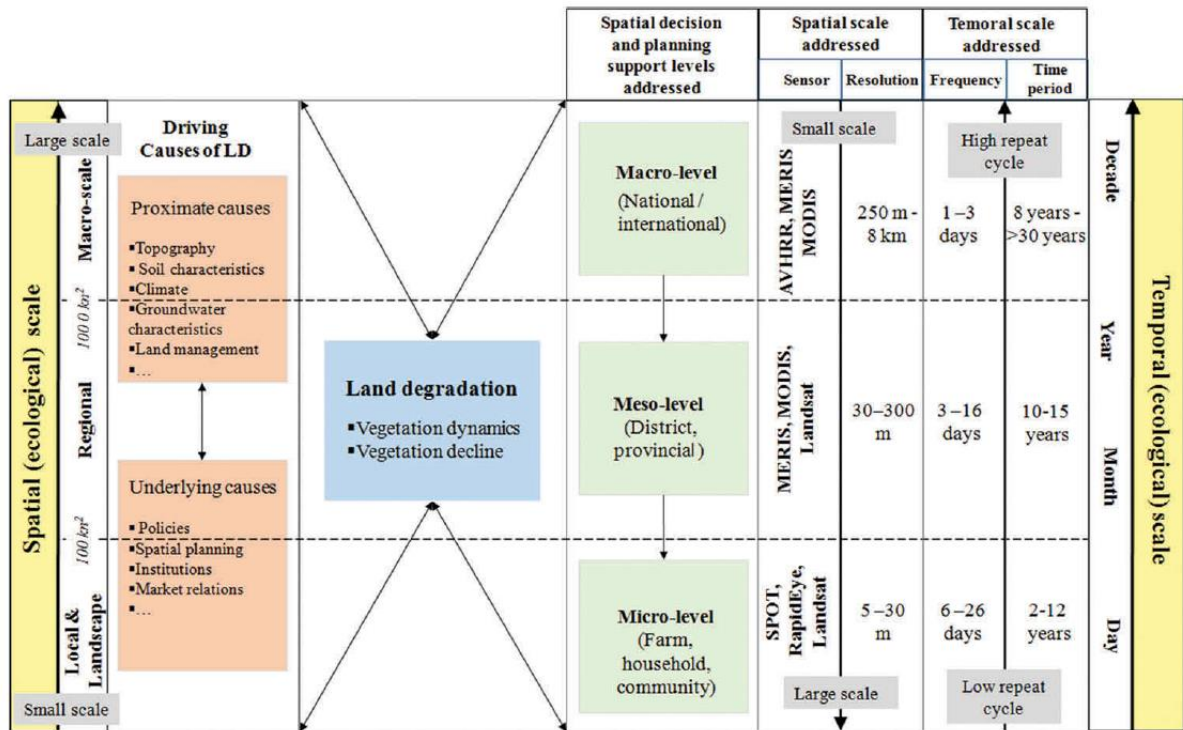 Spatial decision
and planning
support levels
addressed
Spatial scale
addressed
Temoral scale
addressed
Sensor
Resolution
Frequency
Time
period
Spatial (ecological) scale
Large scale
Small scale
Macro-scale
1000 km²
Regional
100 km²
Local &
Landscape
Driving
Causes of LD
Proximate causes
▪Topography
▪ Soil characteristics
▪Climate
▪Groundwater
characteristics
▪Land management
▪…
Underlying causes
▪ Policies
▪Spatial planning
▪Institutions
▪Market relations
▪…
Land degradation
▪ Vegetation dynamics
▪ Vegetation decline
Macro-level
(National /
international)
Meso-level
(District,
provincial)
Micro-level
(Farm,
household,
community)
Small scale
AVHRR, MERIS
MODIS
250 m -
8 km
High repeat
cycle
1–3
days
8 years -
>30 years
MERIS, MODIS,
Landsat
30–300
m
3–16
days
10-15
years
SPOT,
RapidEye,
Landsat
5–30
m
6–26
days
2-12
years
Large scale
Low repeat
cycle
Decade
Year
Month
Day
Temporal (ecological) scale